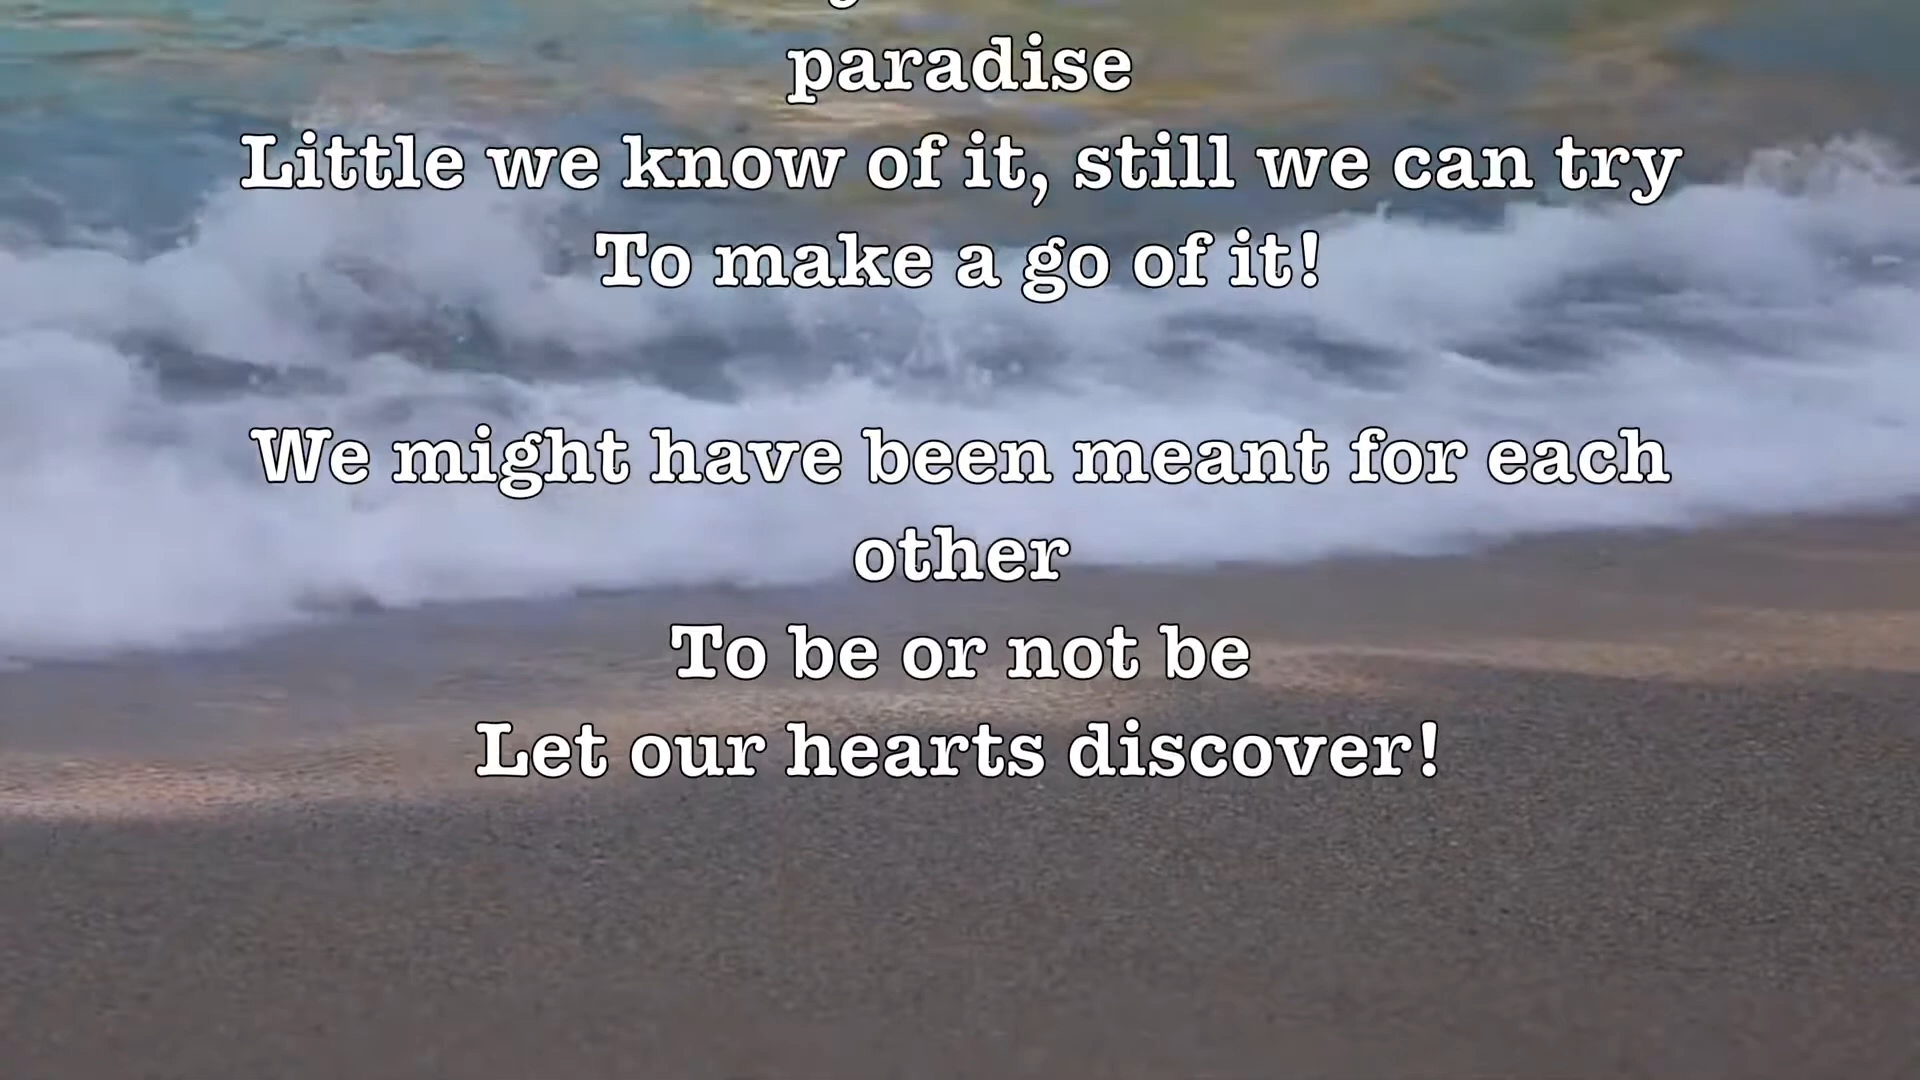 paradise
Little we know of it, still we can try
To make a go of it!
We might have been meant for each
other
To be or not be
Let our hearts discover!